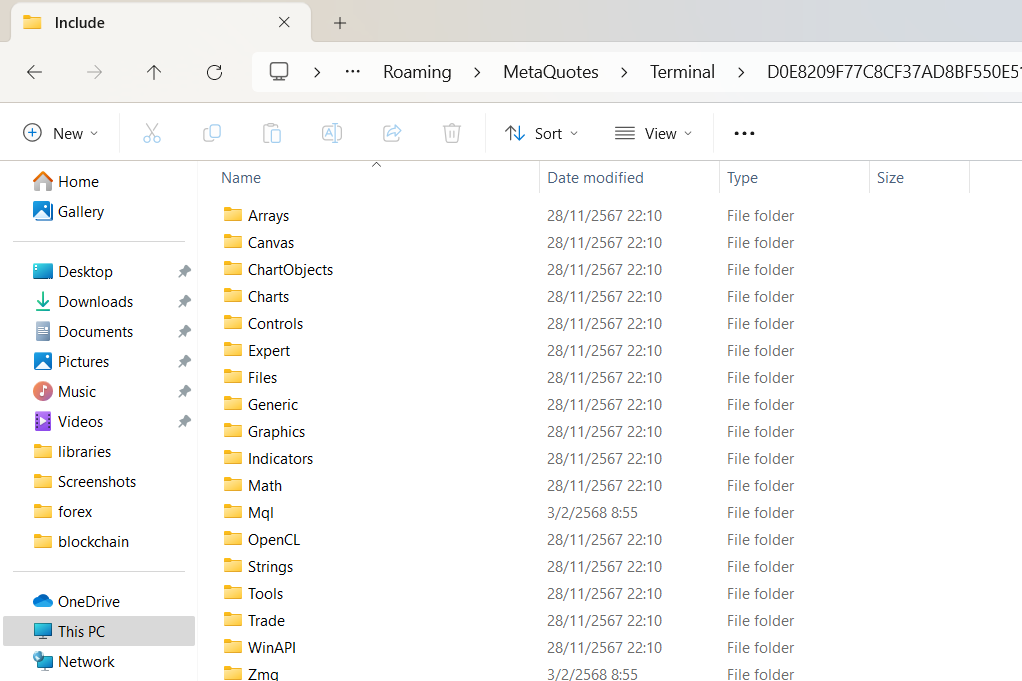 Include
Roaming > MetaQuotes > Terminal > D0E8209F77C8CF37AD8BF550E51
New Sort View
Name Date modified Type Size
Home
Gallery
Desktop
Downloads
Documents
Pictures
Music
Videos
libraries
Screenshots
forex
blockchain
OneDrive
This PC
Network
Arrays 28/11/2567 22:10 File folder
Canvas 28/11/2567 22:10 File folder
ChartObjects 28/11/2567 22:10 File folder
Charts 28/11/2567 22:10 File folder
Controls 28/11/2567 22:10 File folder
Expert 28/11/2567 22:10 File folder
Files 28/11/2567 22:10 File folder
Generic 28/11/2567 22:10 File folder
Graphics 28/11/2567 22:10 File folder
Indicators 28/11/2567 22:10 File folder
Math 28/11/2567 22:10 File folder
Mql 3/2/2568 8:55 File folder
OpenCL 28/11/2567 22:10 File folder
Strings 28/11/2567 22:10 File folder
Tools 28/11/2567 22:10 File folder
Trade 28/11/2567 22:10 File folder
WinAPI 28/11/2567 22:10 File folder
Zmq 3/2/2568 8:55 File folder